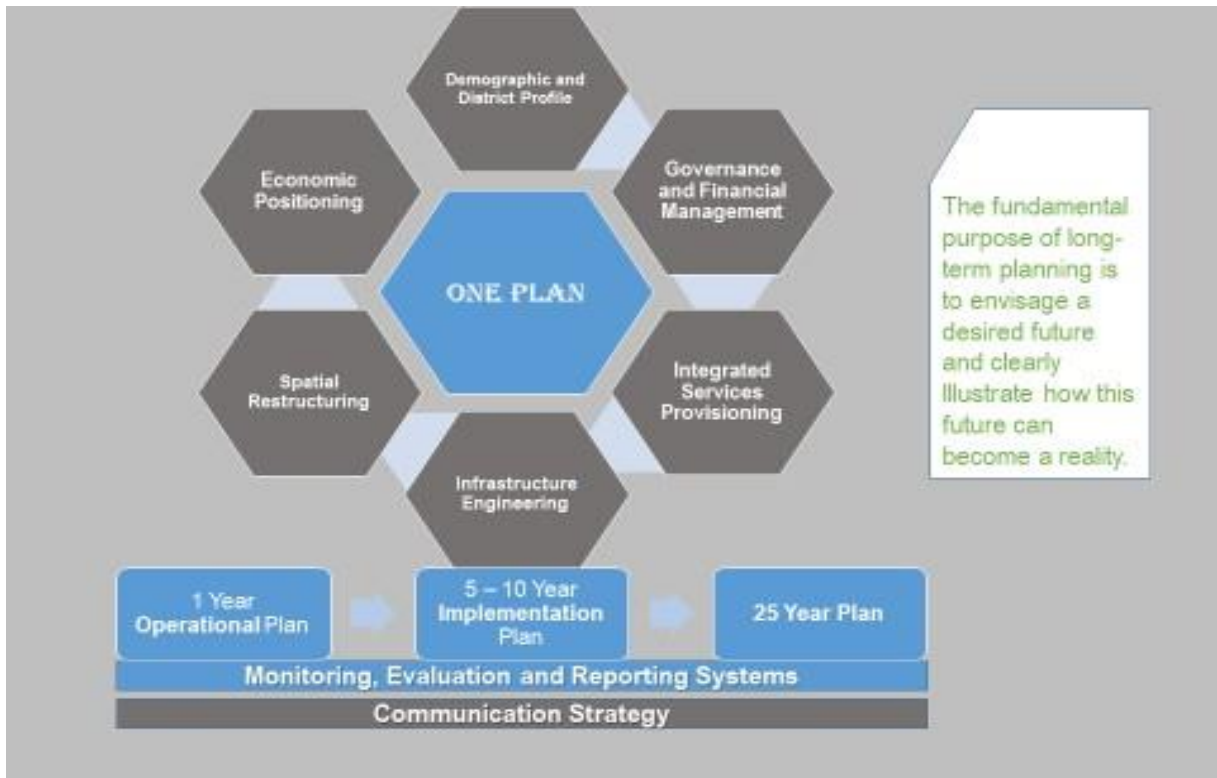 Demographic and
District Profile
Economic
Positioning
Governance
and Financial
Management
ONE PLAN
Spatial
Restructuring
Integrated
Services
Provisioning
Infrastructure
Engineering
The fundamental
purpose of long-
term planning is
to envisage a
desired future
and clearly
Illustrate how this
future can
become a reality.
1 Year
Operational Plan
5 – 10 Year
Implementation
Plan
25 Year Plan
Monitoring, Evaluation and Reporting Systems
Communication Strategy